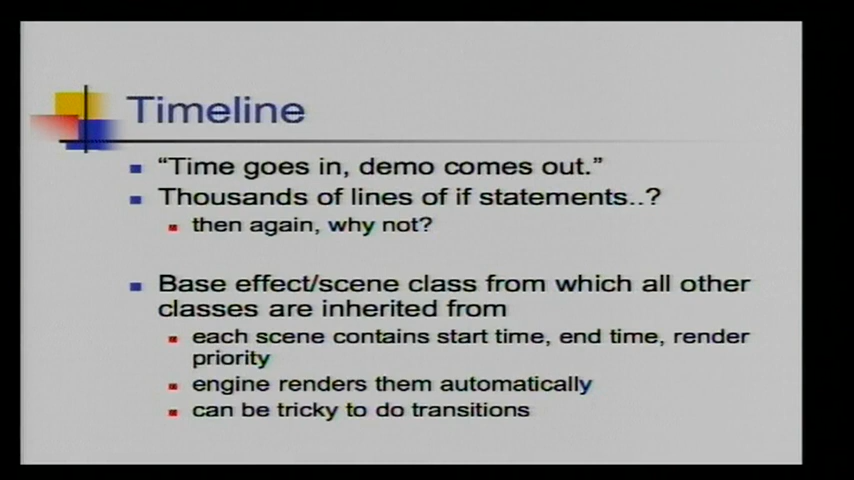 Timeline
“Time goes in, demo comes out.”
Thousands of lines of if statements..?
then again, why not?
Base effect/scene class from which all other
classes are inherited from
each scene contains start time, end time, render
priority
engine renders them automatically
can be tricky to do transitions